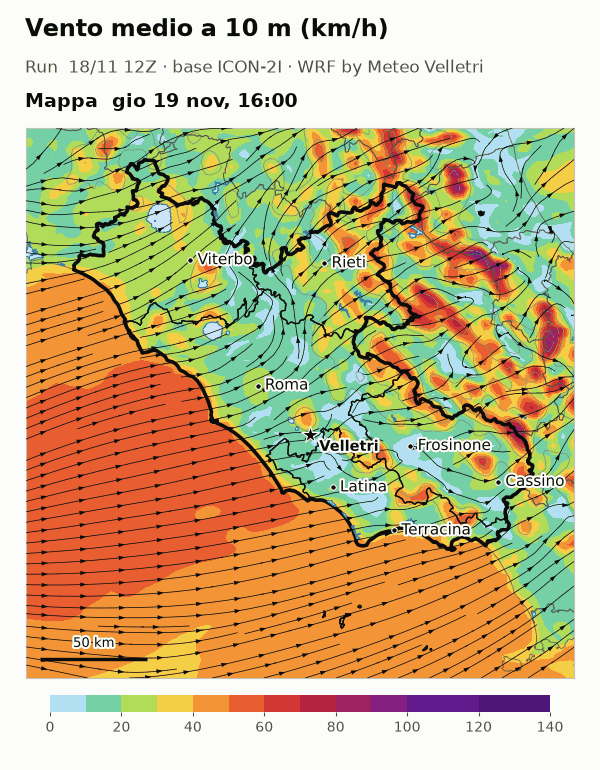 Vento medio a 10 m (km/h)
Run  18/11 12Z · base ICON-2I · WRF by Meteo Velletri
Mappa  gio 19 nov, 16:00
Viterbo
Rieti
Roma
Velletri
Frosinone
Latina
Cassino
Terracina
50 km
0 20 40 60 80 100 120 140